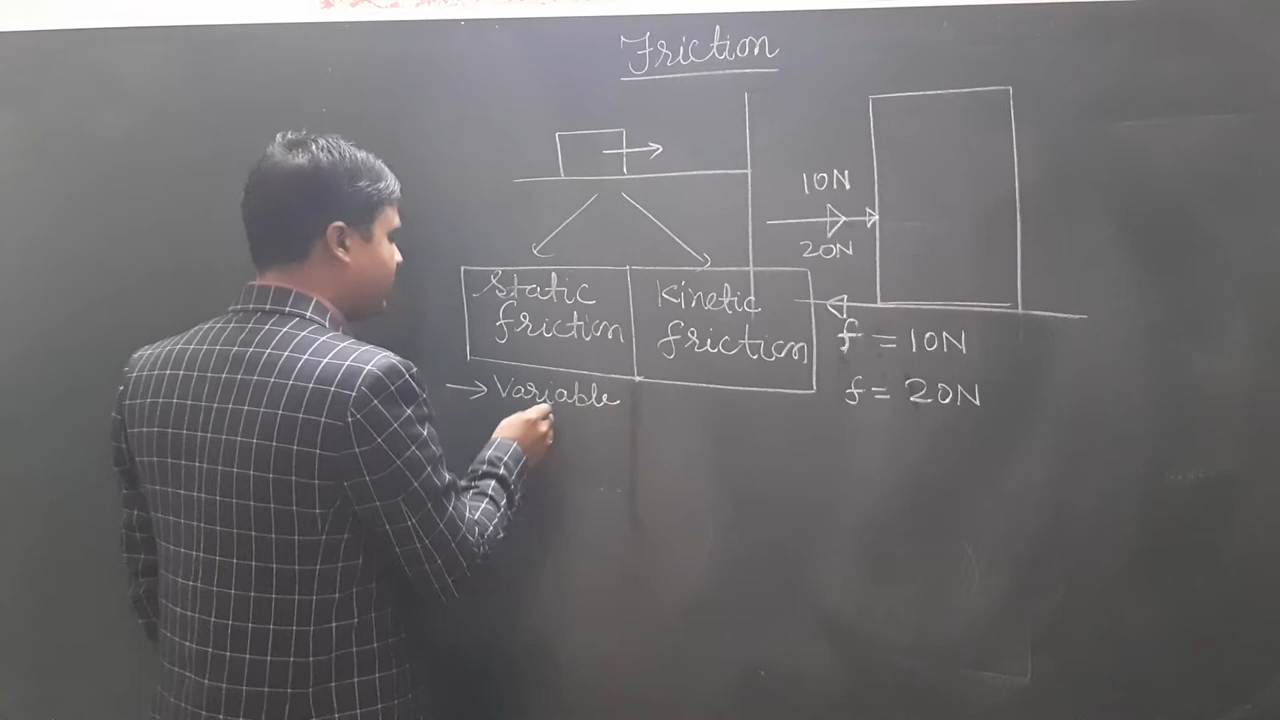 Friction
10N
20N
Static
friction
Kinetic
friction
f = 10N
f = 20N
→ Variable